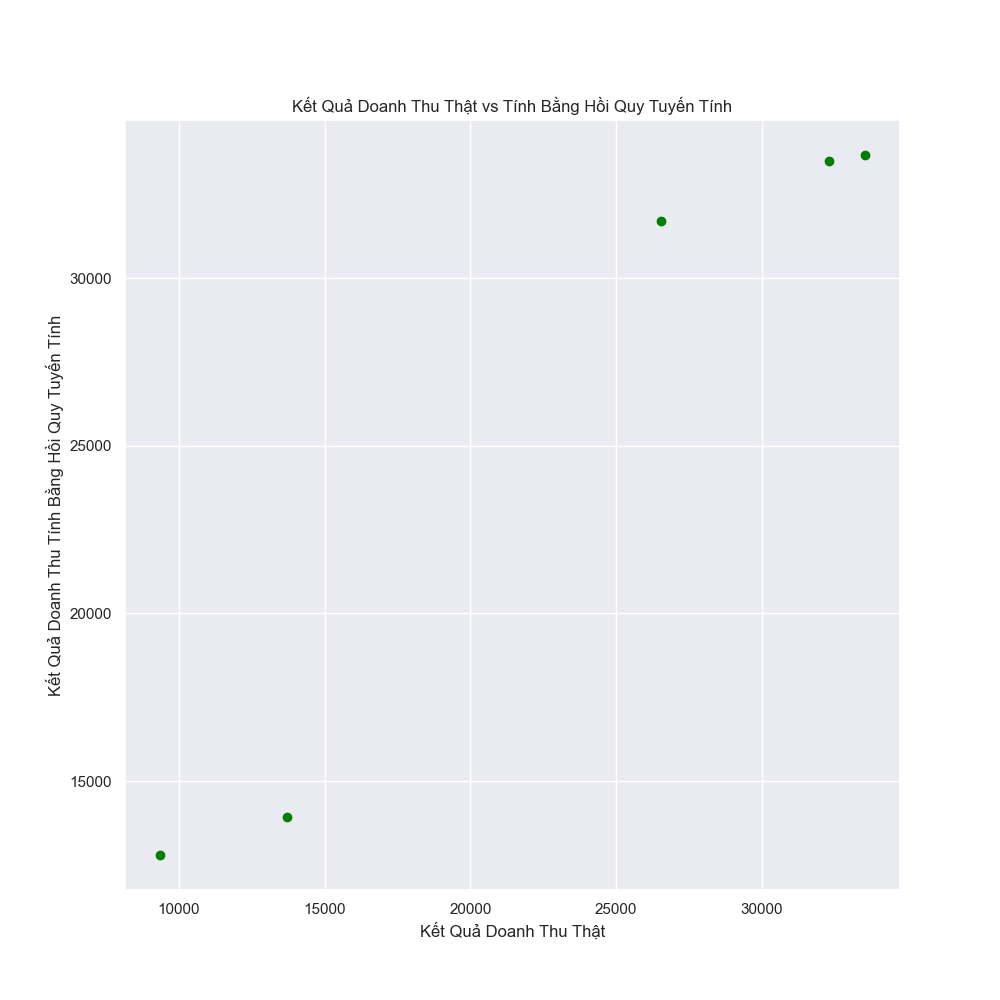 Kết Quả Doanh Thu Thật vs Tính Bằng Hồi Quy Tuyến Tính
Kết Quả Doanh Thu Tính Bằng Hồi Quy Tuyến Tính
30000
25000
20000
15000
10000 15000 20000 25000 30000
Kết Quả Doanh Thu Thật